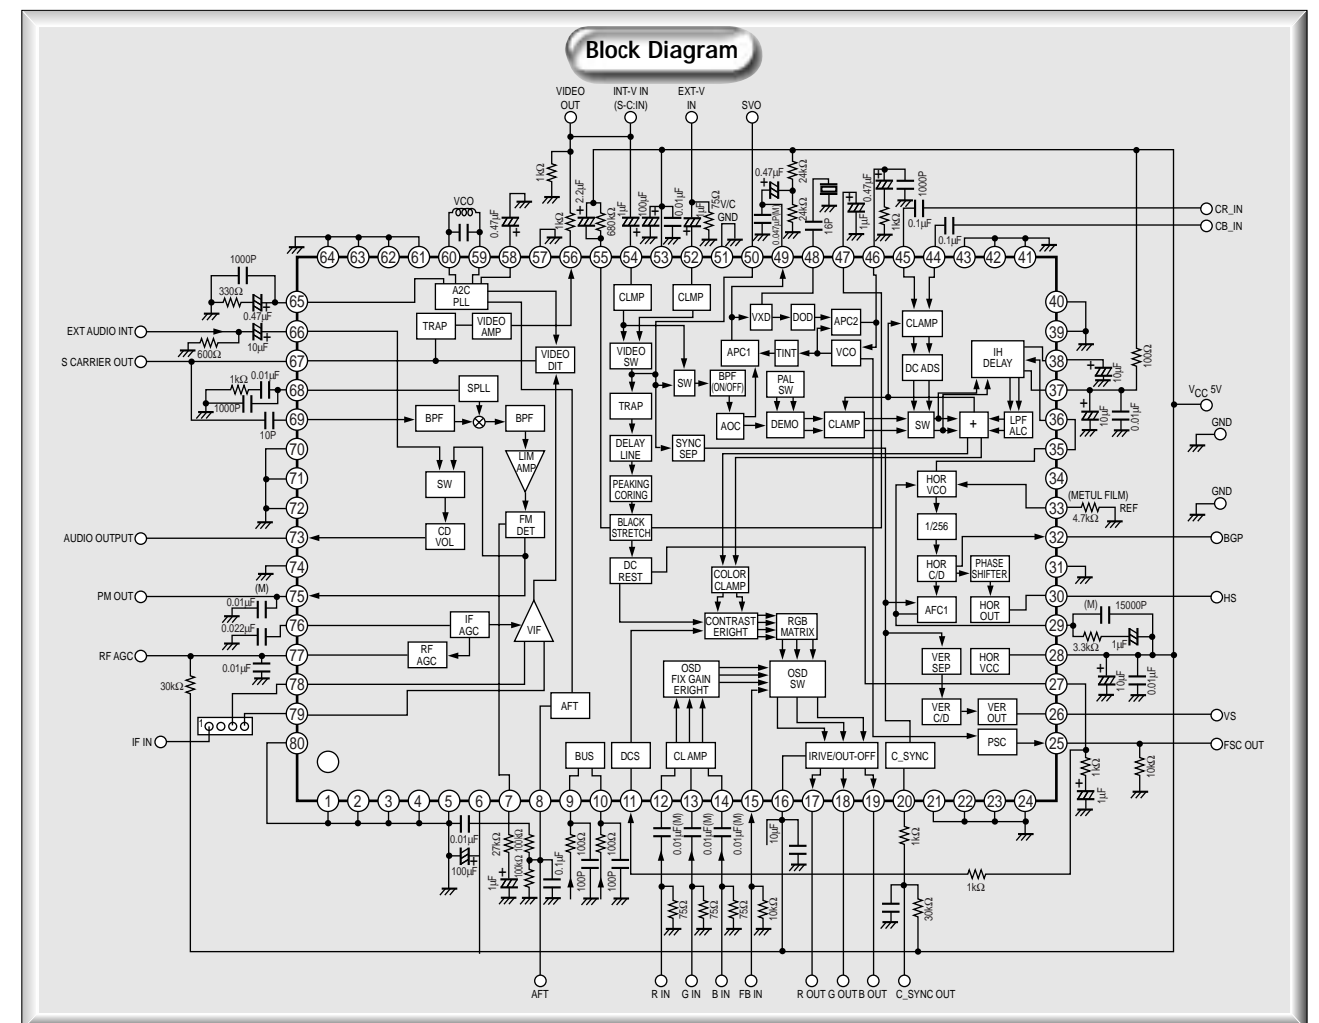 Block Diagram
VIDEO OUT
INT-V IN (S-C:IN)
EXT-V IN
SVO
1kΩ
2.2µF
0.47µF
24kΩ
0.47µF
1000P
VCO
0.47µF
1kΩ
680kΩ
1µF
100µF
0.01µF
1µF
75Ω
V/C GND
0.047µP(M)
24kΩ
16P
1µF
1kΩ
0.1µF
0.1µF
CR_IN
CB_IN
64 63 62 61 60 59 58 57 56 55 54 53 52 51 50 49 48 47 46 45 44 43 42 41
1000P
330Ω
0.47µF
65
A2C PLL
CLMP
CLMP
40
EXT AUDIO INT
10µF
600Ω
66
TRAP
VIDEO AMP
VXD
DOD
APC2
CLAMP
39
100Ω
S CARRIER OUT
67
VIDEO DIT
VIDEO SW
APC1
TINT
VCO
IH DELAY
38
10µF
1kΩ
0.01µF
1000P
68
SPLL
SW
BPF (ON/OFF)
PAL SW
DC ADS
37
10µF
0.01µF
VCC 5V
10P
69
BPF
BPF
TRAP
AOC
DEMO
CLAMP
SW
+
LPF ALC
36
GND
70
LIM AMP
DELAY LINE
SYNC SEP
35
71
SW
PEAKING CORING
HOR VCO
34
72
(METUL FILM)
4.7kΩ
REF
33
GND
AUDIO OUTPUT
73
CD VOL
FM DET
BLACK STRETCH
1/256
32
BGP
74
DC REST
COLOR CLAMP
HOR C/D
PHASE SHIFTER
31
PM OUT
(M)
0.01µF
75
AFC1
HOR OUT
30
HS
0.022µF
76
IF AGC
VIF
CONTRAST ERIGHT
RGB MATRIX
29
(M)
15000P
3.3kΩ
1µF
RF AGC
0.01µF
77
RF AGC
VER SEP
HOR VCC
28
10µF
0.01µF
30kΩ
78
OSD FIX GAIN ERIGHT
OSD SW
27
1
79
AFT
VER C/D
VER OUT
26
VS
IF IN
80
BUS
DCS
CL AMP
IRIVE/OUT-OFF
C_SYNC
PSC
25
FSC OUT
1 2 3 4 5 6 7 8 9 10 11 12 13 14 15 16 17 18 19 20 21 22 23 24
1kΩ
10kΩ
1µF
0.01µF
100µF
27kΩ
100kΩ
1µF
100kΩ
0.1µF
100Ω
100P
100Ω
100P
0.01µF(M)
0.01µF(M)
0.01µF(M)
10µF
1kΩ
1kΩ
75Ω
75Ω
75Ω
10kΩ
30kΩ
AFT
R IN
G IN
B IN
FB IN
R OUT
G OUT
B OUT
C_SYNC OUT